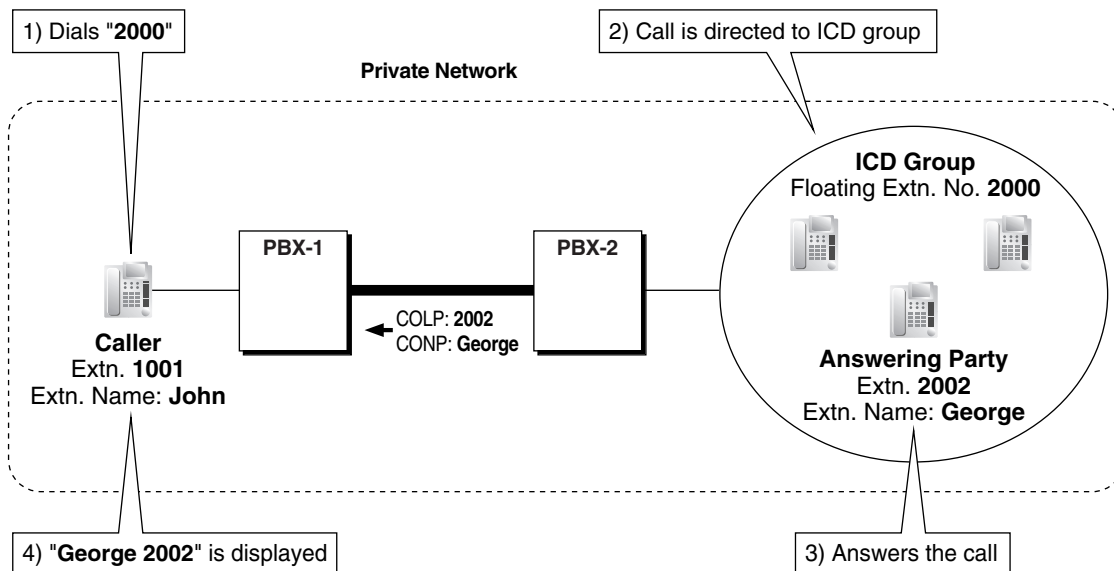 1) Dials "2000"
2) Call is directed to ICD group
Private Network
ICD Group
Floating Extn. No. 2000
PBX-1
PBX-2
COLP: 2002
CONP: George
Caller
Extn. 1001
Extn. Name: John
Answering Party
Extn. 2002
Extn. Name: George
4) "George 2002" is displayed
3) Answers the call